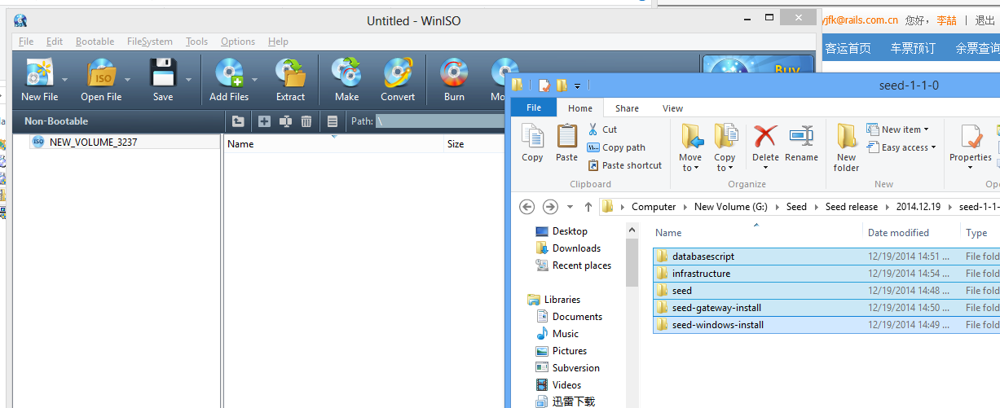 Untitled - WinISO
File Edit Bootable FileSystem Tools Options Help
New File Open File Save Add Files Extract Make Convert Burn Mo
Buy
Non-Bootable
Path: \
ISO NEW_VOLUME_3237
Name Size
yjfk@rails.com.cn 您好，李喆 | 退出
客运首页 车票预订 余票查询
seed-1-1-0
File Home Share View
Copy Paste Cut
Copy path
Paste shortcut
Clipboard
Move to Copy to Delete Rename
Organize
New folder New item
Easy access
New
Properties
Op
Computer New Volume (G:) Seed Seed release 2014.12.19 seed-1-1-
Desktop
Downloads
Recent places
Libraries
Documents
Music
Pictures
Subversion
Videos
迅雷下载
Name Date modified Type
databasescript 12/19/2014 14:51 ... File fold
infrastructure 12/19/2014 14:54 ... File fold
seed 12/19/2014 14:48 ... File fold
seed-gateway-install 12/19/2014 14:50 ... File fold
seed-windows-install 12/19/2014 14:49 ... File fold